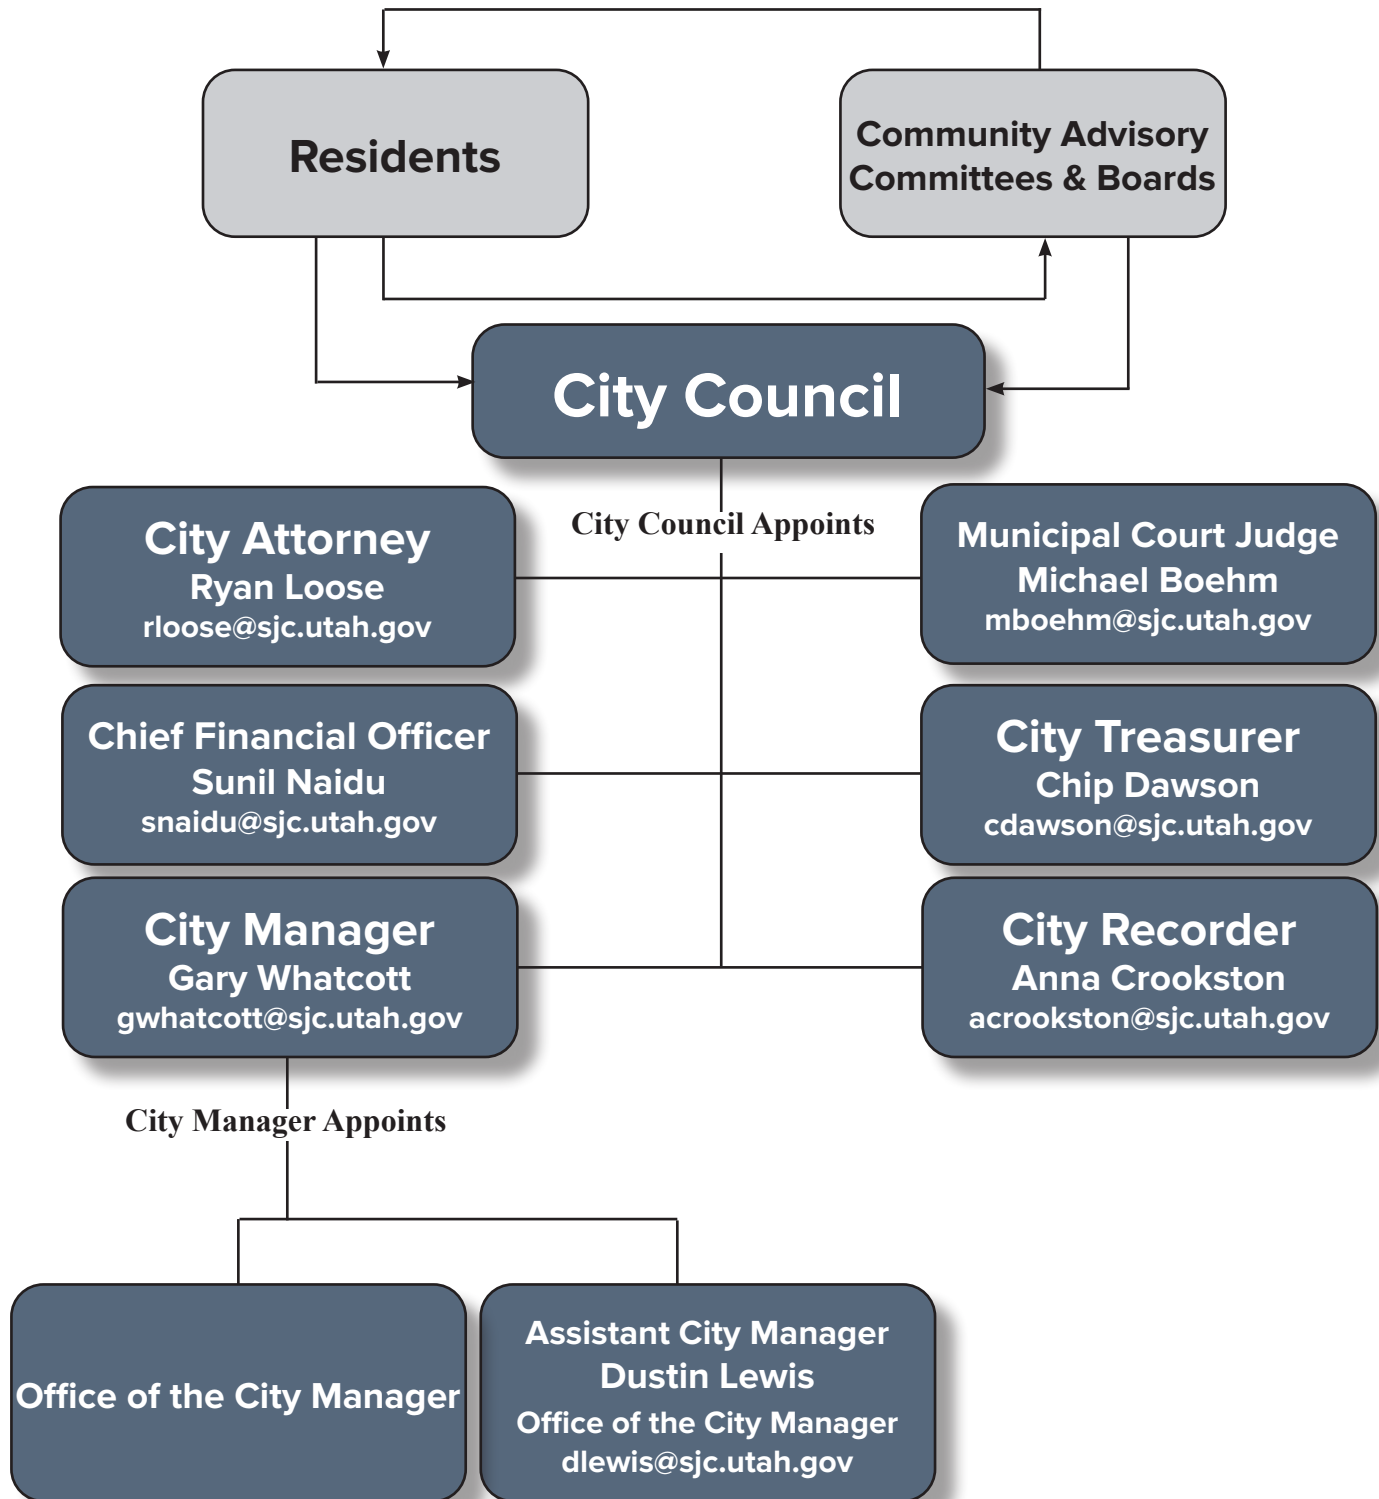 Residents
Community Advisory
Committees & Boards
City Council
City Council Appoints
City Attorney
Ryan Loose
rloose@sjc.utah.gov
Municipal Court Judge
Michael Boehm
mboehm@sjc.utah.gov
Chief Financial Officer
Sunil Naidu
snaidu@sjc.utah.gov
City Treasurer
Chip Dawson
cdawson@sjc.utah.gov
City Manager
Gary Whatcott
gwhatcott@sjc.utah.gov
City Recorder
Anna Crookston
acrookston@sjc.utah.gov
City Manager Appoints
Office of the City Manager
Assistant City Manager
Dustin Lewis
Office of the City Manager
dlewis@sjc.utah.gov